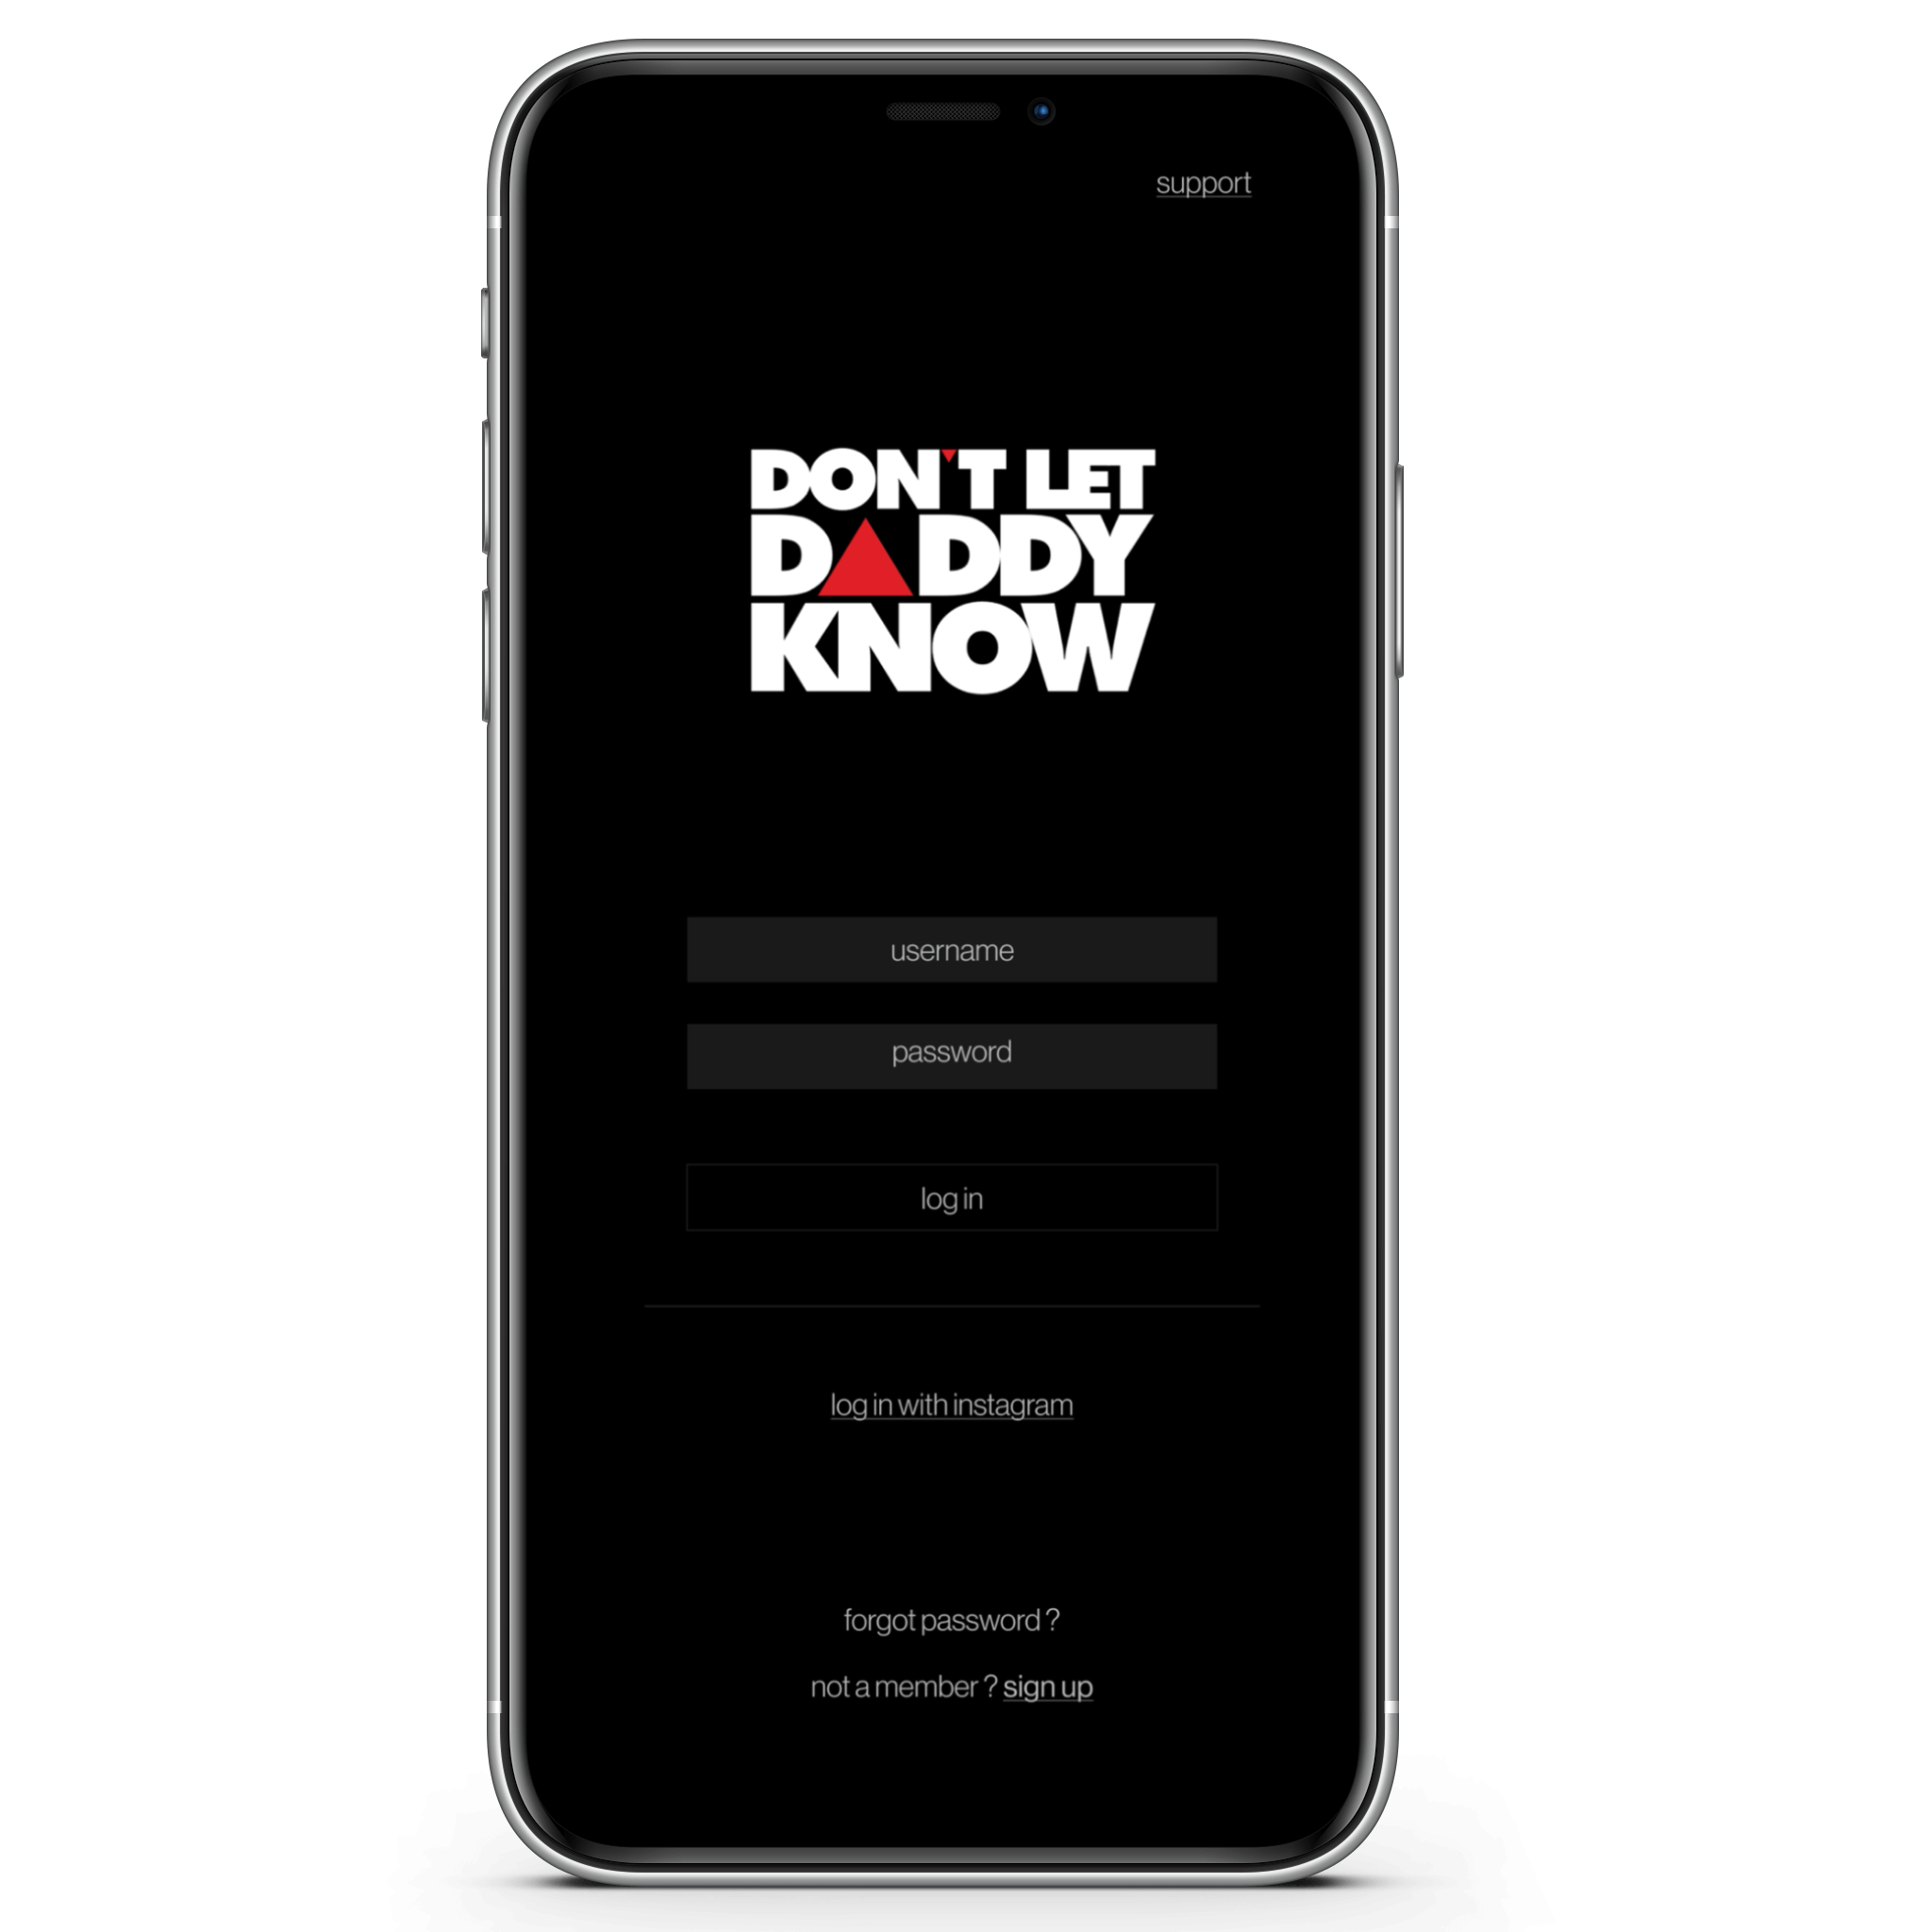 support
DON'T LET
DADDY
KNOW
username
password
log in
log in with instagram
forgot password ?
not a member ? sign up